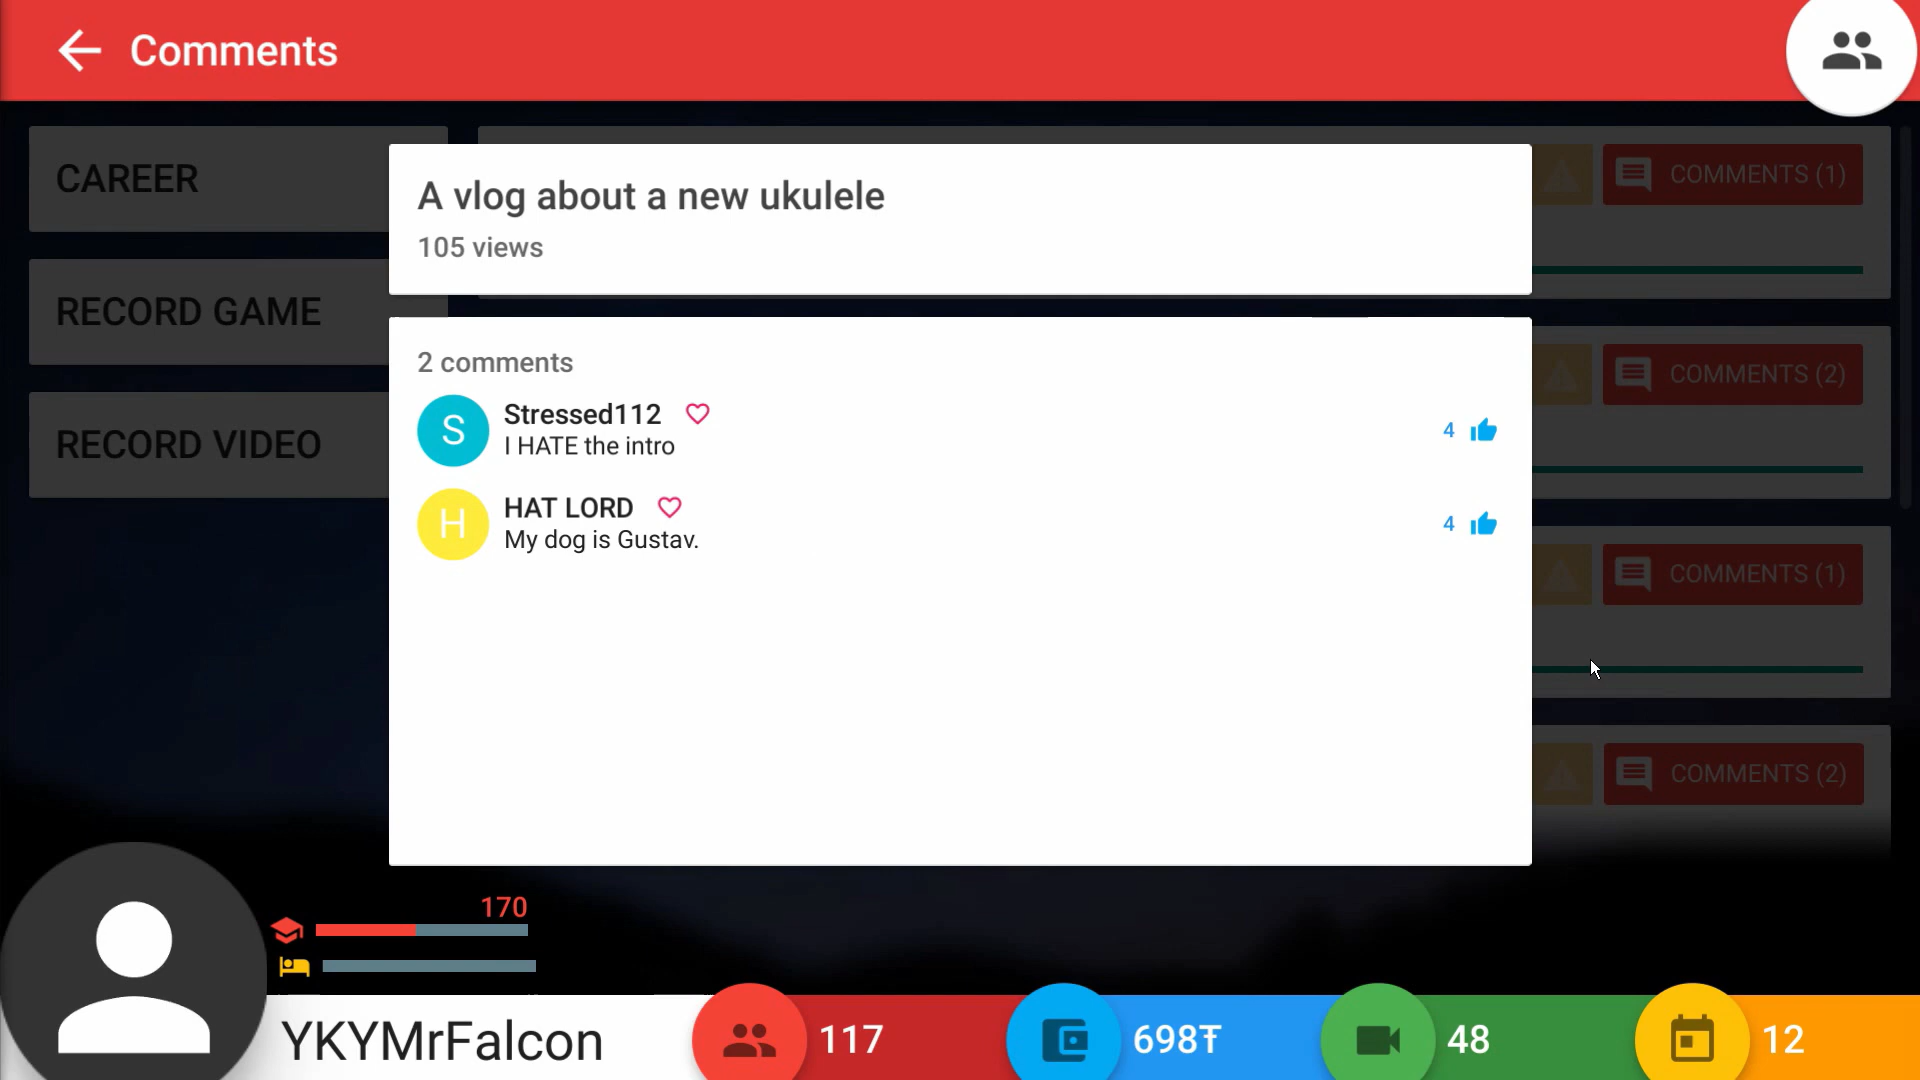 Comments
CAREER
RECORD GAME
RECORD VIDEO
COMMENTS (1)
COMMENTS (2)
COMMENTS (1)
COMMENTS (2)
A vlog about a new ukulele
105 views
2 comments
S
Stressed112
I HATE the intro
4
H
HAT LORD
My dog is Gustav.
4
170
YKYMrFalcon
117
698Ŧ
48
12